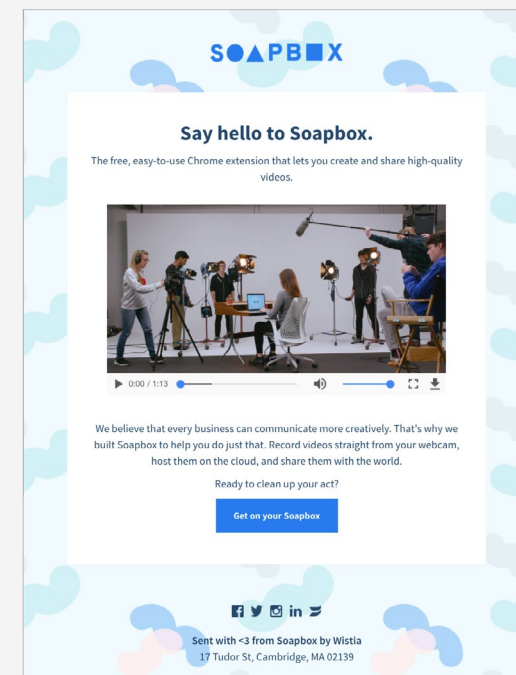 SOAPBOX
Say hello to Soapbox.
The free, easy-to-use Chrome extension that lets you create and share high-quality
videos.
0:00 / 1:13
We believe that every business can communicate more creatively. That's why we
built Soapbox to help you do just that. Record videos straight from your webcam,
host them on the cloud, and share them with the world.
Ready to clean up your act?
Get on your Soapbox
Sent with <3 from Soapbox by Wistia
17 Tudor St, Cambridge, MA 02139